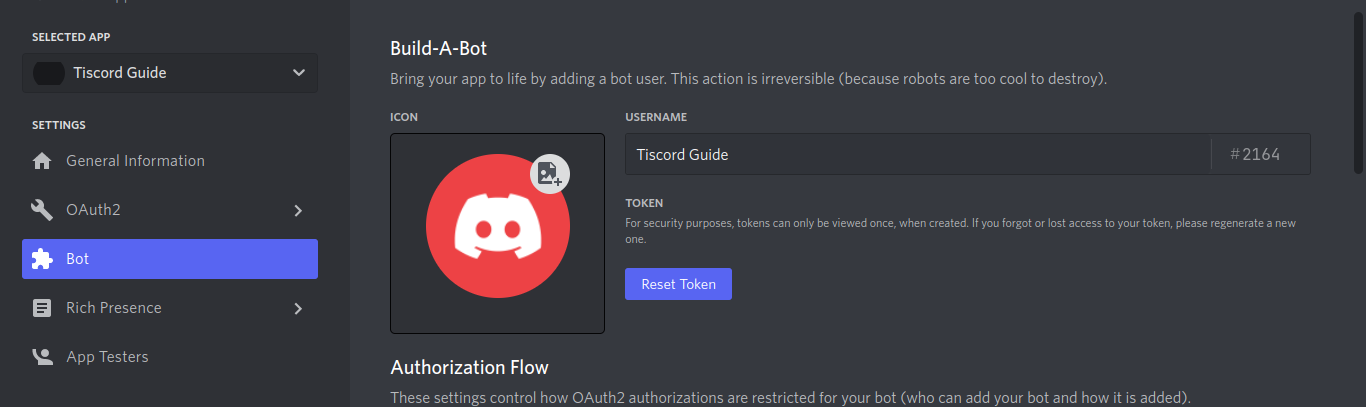 SELECTED APP
Tiscord Guide
SETTINGS
General Information
OAuth2
Bot
Rich Presence
App Testers
Build-A-Bot
Bring your app to life by adding a bot user. This action is irreversible (because robots are too cool to destroy).
ICON
USERNAME
Tiscord Guide
#2164
TOKEN
For security purposes, tokens can only be viewed once, when created. If you forgot or lost access to your token, please regenerate a new
one.
Reset Token
Authorization Flow
These settings control how OAuth2 authorizations are restricted for your bot (who can add your bot and how it is added).